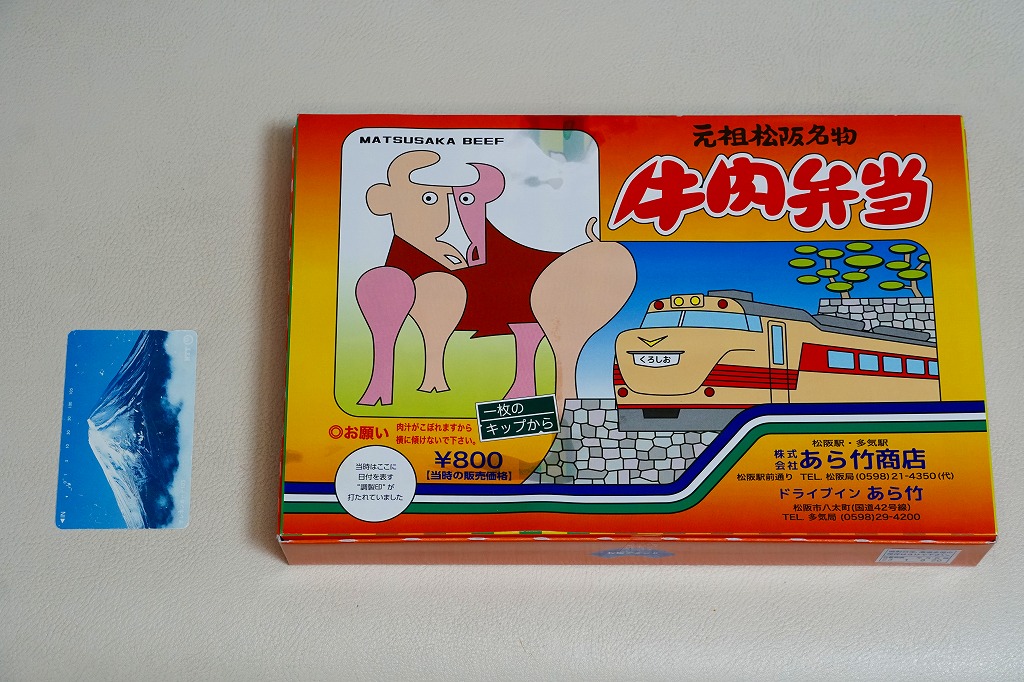 MATSUSAKA BEEF
元祖松阪名物
牛肉弁当
くろしお
一枚の
キップから
◎お願い
肉汁がこぼれますから
横に傾けないで下さい。
¥800
【当時の販売価格】
当時はここに
日付を表す
“調製印”が
打たれていました
松阪駅・多気駅
株式会社 あら竹商店
松阪駅前通り TEL. 松阪局(0598)21-4350(代)
ドライブイン あら竹
松阪市八太町(国道42号線)
TEL. 多気局 (0598)29-4200